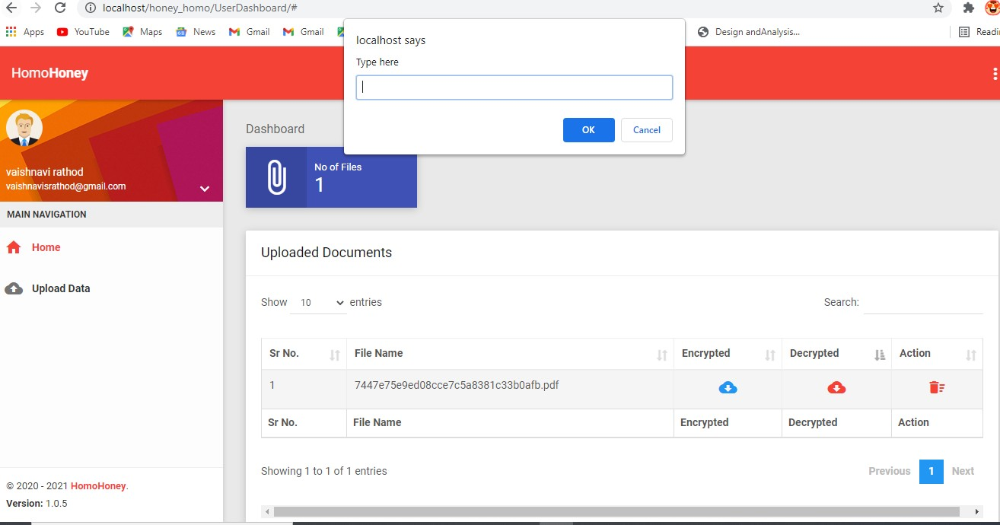 localhost/honey_homo/UserDashboard/#
Apps YouTube Maps News Gmail Gmail Design andAnalysis...
localhost says
Type here
OK Cancel
HomoHoney
vaishnavi rathod
vaishnavisrathod@gmail.com
MAIN NAVIGATION
Home
Upload Data
© 2020 - 2021 HomoHoney.
Version: 1.0.5
Dashboard
No of Files
1
Uploaded Documents
Show 10 entries Search:
Sr No. File Name Encrypted Decrypted Action
1 7447e75e9ed08cce7c5a8381c33b0afb.pdf
Sr No. File Name Encrypted Decrypted Action
Showing 1 to 1 of 1 entries Previous 1 Next